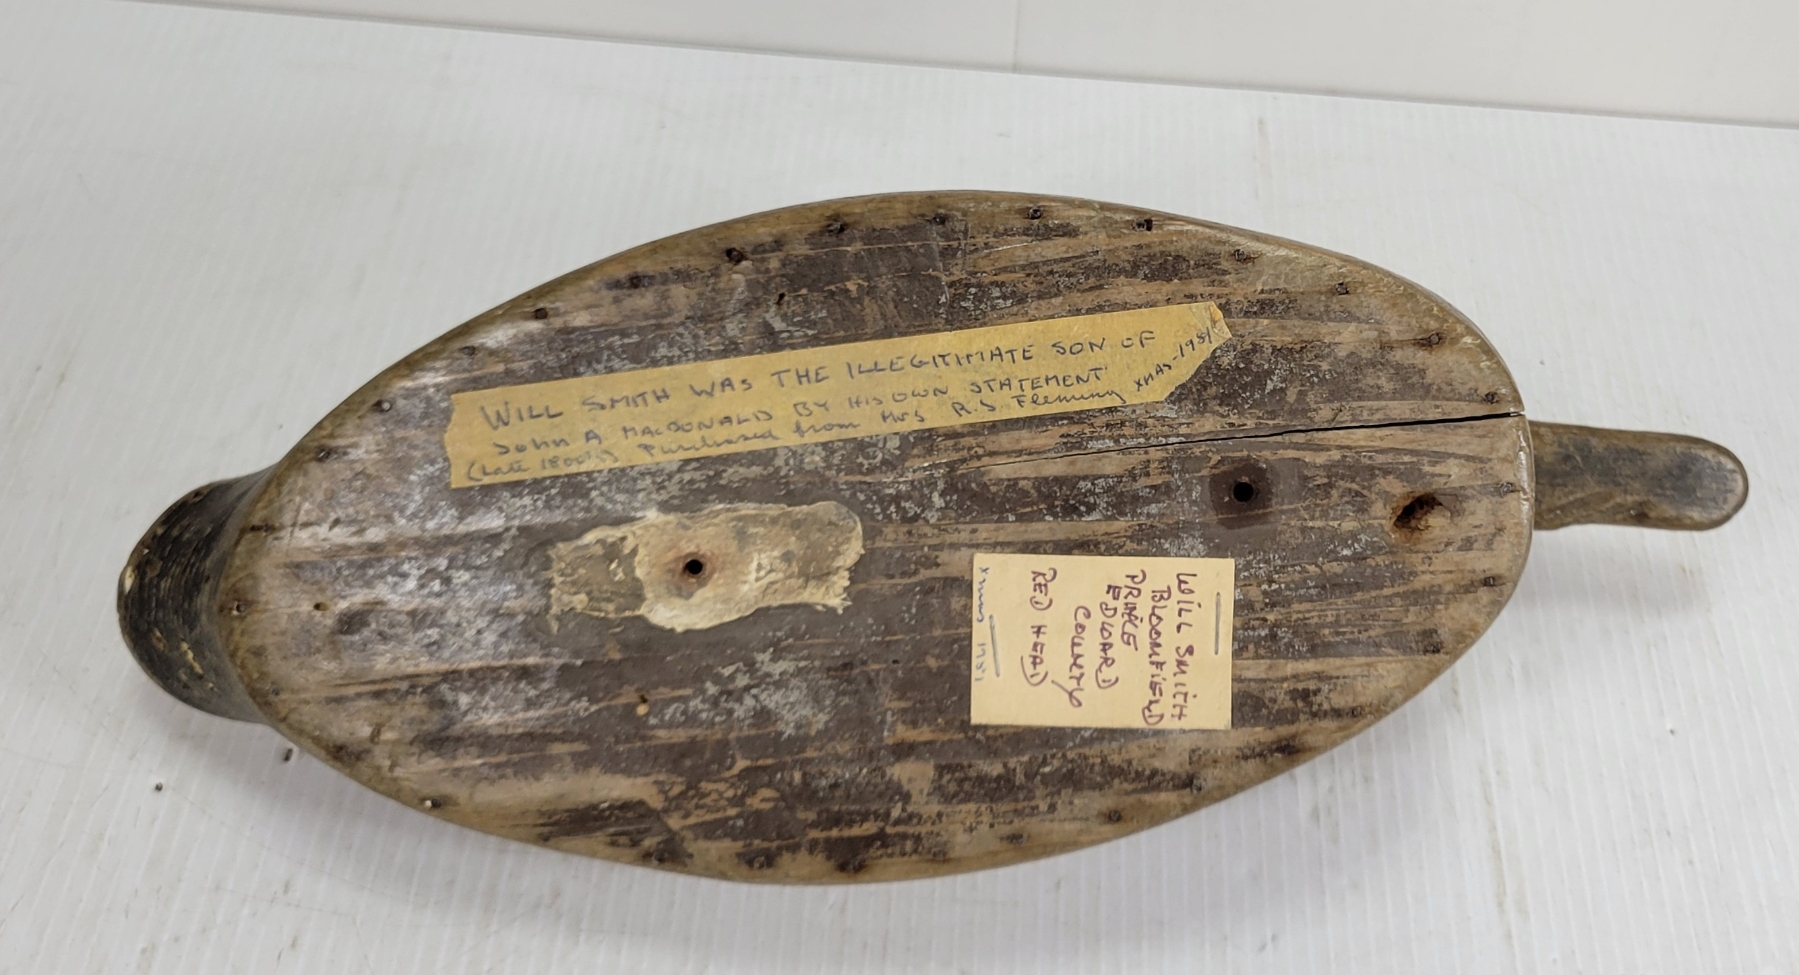 WILL SMITH WAS THE ILLEGITIMATE SON OF
John A MACDONALD BY HIS OWN STATEMENT
(Late 1800's) Purchased from Mrs R.S Fleming XMAS-1951
WILL SMITH
BLOOMFIELD
PRINCE
EDWARD
COUNTY
RED HEAD
Xmas 1951